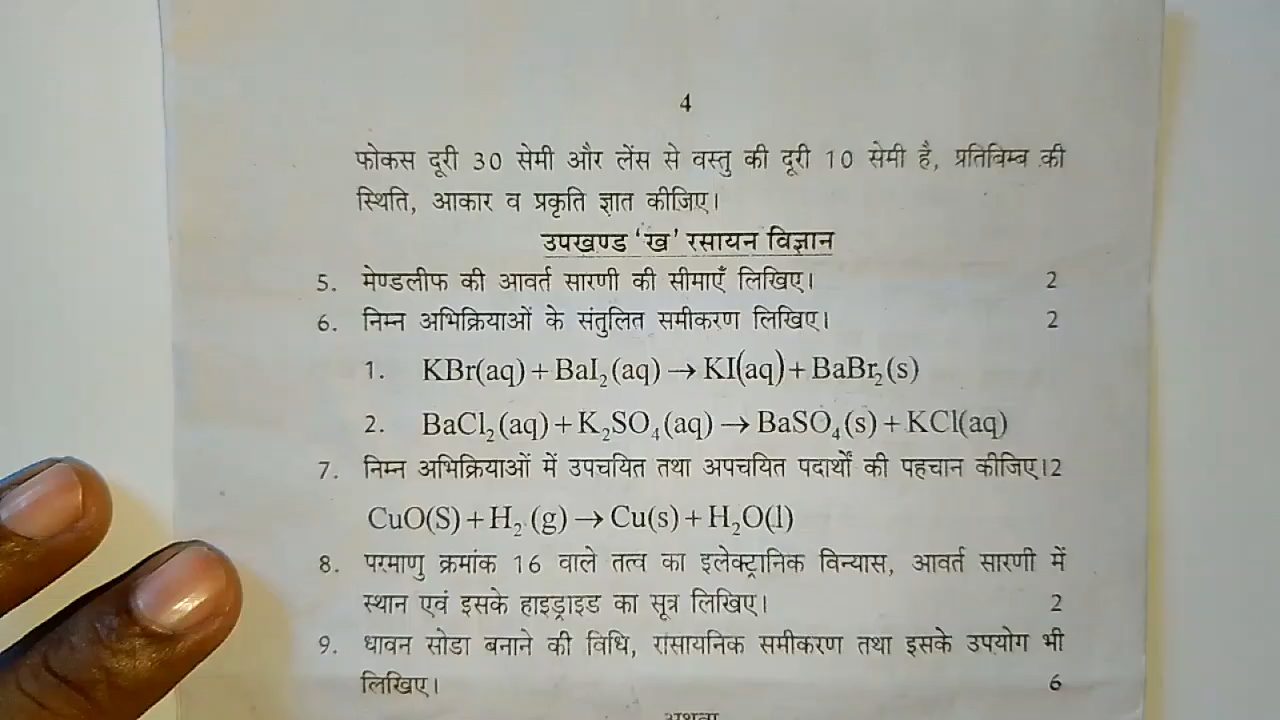 4
फोकस दूरी 30 सेमी और लेंस से वस्तु की दूरी 10 सेमी है, प्रतिविम्ब की
स्थिति, आकार व प्रकृति ज्ञात कीजिए।
उपखण्ड 'ख' रसायन विज्ञान
5. मेण्डलीफ की आवर्त सारणी की सीमाएँ लिखिए। 2
6. निम्न अभिक्रियाओं के संतुलित समीकरण लिखिए। 2
1. KBr(aq) + BaI₂(aq) → KI(aq) + BaBr₂(s)
2. BaCl₂(aq) + K₂SO₄(aq) → BaSO₄(s) + KCl(aq)
7. निम्न अभिक्रियाओं में उपचयित तथा अपचयित पदार्थों की पहचान कीजिए।2
CuO(S) + H₂(g) → Cu(s) + H₂O(l)
8. परमाणु क्रमांक 16 वाले तत्व का इलेक्ट्रानिक विन्यास, आवर्त सारणी में
स्थान एवं इसके हाइड्राइड का सूत्र लिखिए। 2
9. धावन सोडा बनाने की विधि, रासायनिक समीकरण तथा इसके उपयोग भी
लिखिए। 6
अथवा